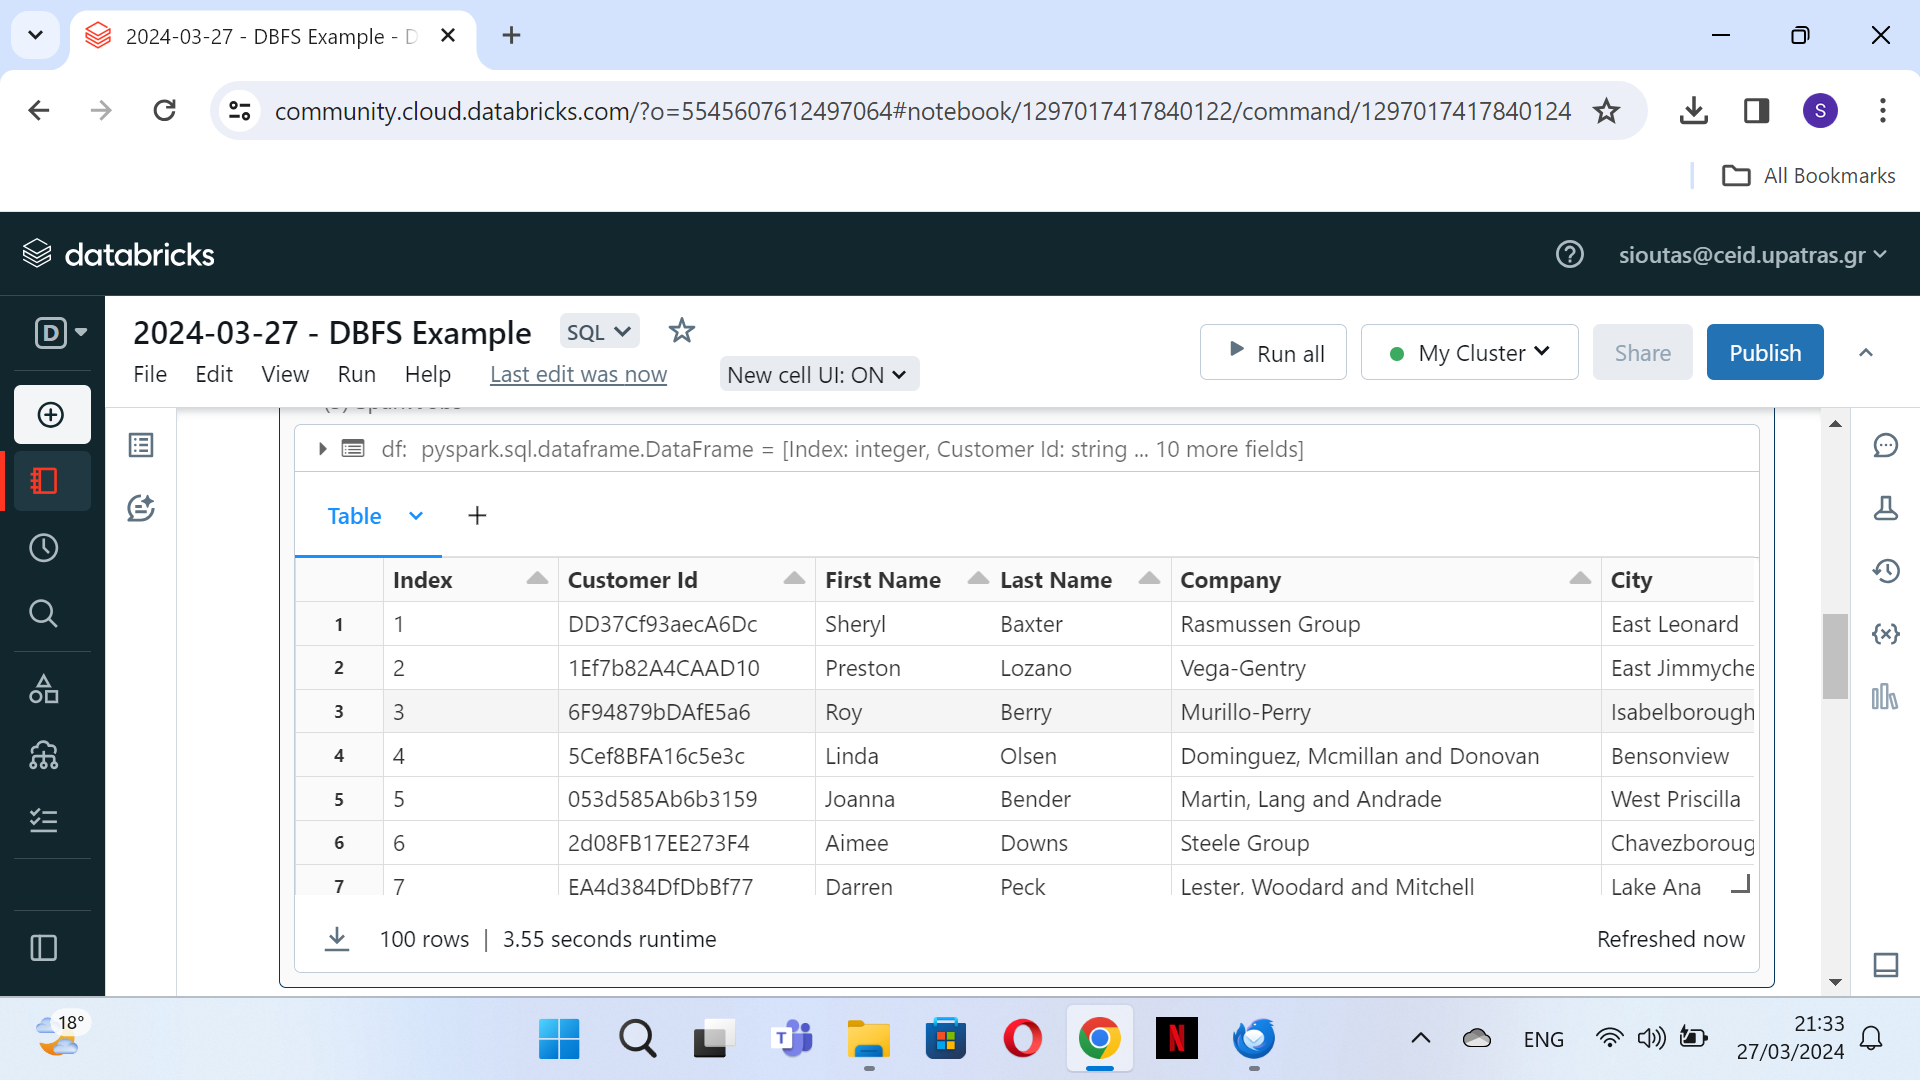 2024-03-27 - DBFS Example - D
community.cloud.databricks.com/?o=5545607612497064#notebook/1297017417840122/command/1297017417840124
S
All Bookmarks
databricks
sioutas@ceid.upatras.gr
D
2024-03-27 - DBFS Example
SQL
File Edit View Run Help Last edit was now
New cell UI: ON
Run all
My Cluster
Share
Publish
df: pyspark.sql.dataframe.DataFrame = [Index: integer, Customer Id: string ... 10 more fields]
Table
Index Customer Id First Name Last Name Company City
1 1 DD37Cf93aecA6Dc Sheryl Baxter Rasmussen Group East Leonard
2 2 1Ef7b82A4CAAD10 Preston Lozano Vega-Gentry East Jimmyche
3 3 6F94879bDAfE5a6 Roy Berry Murillo-Perry Isabelborough
4 4 5Cef8BFA16c5e3c Linda Olsen Dominguez, Mcmillan and Donovan Bensonview
5 5 053d585Ab6b3159 Joanna Bender Martin, Lang and Andrade West Priscilla
6 6 2d08FB17EE273F4 Aimee Downs Steele Group Chavezboroug
7 7 EA4d384DfDbBf77 Darren Peck Lester, Woodard and Mitchell Lake Ana
100 rows | 3.55 seconds runtime
Refreshed now
18°
T
N
ENG
21:33
27/03/2024